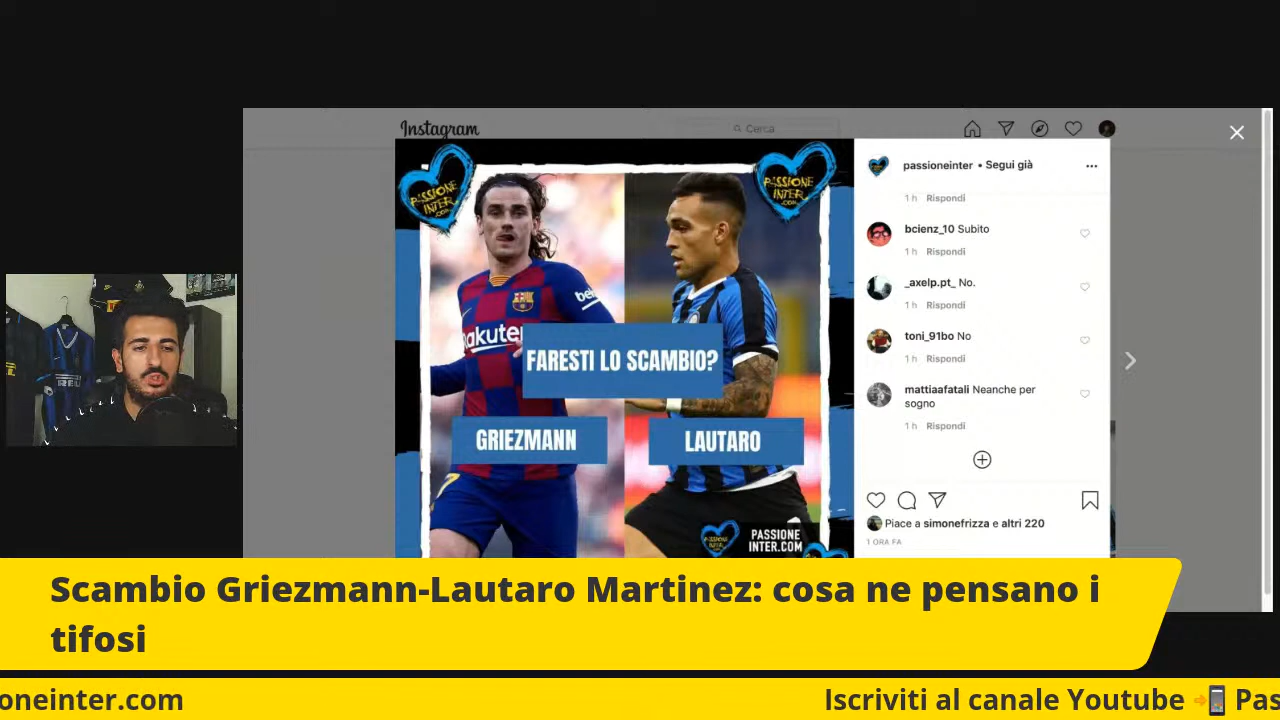 Instagram
Cerca
PASSIONE
INTER
.COM
PASSIONE
INTER
.COM
passioneinter • Segui già
1 h Rispondi
bcienz_10 Subito
1 h Rispondi
_axelp.pt_ No.
1 h Rispondi
toni_91bo No
1 h Rispondi
mattiaafatali Neanche per
sogno
1 h Rispondi
Piace a simonefrizza e altri 220
1 ORA FA
FARESTI LO SCAMBIO?
GRIEZMANN
LAUTARO
PASSIONE
INTER.COM
Scambio Griezmann-Lautaro Martinez: cosa ne pensano i
tifosi
oneinter.com
Iscriviti al canale Youtube
Pas